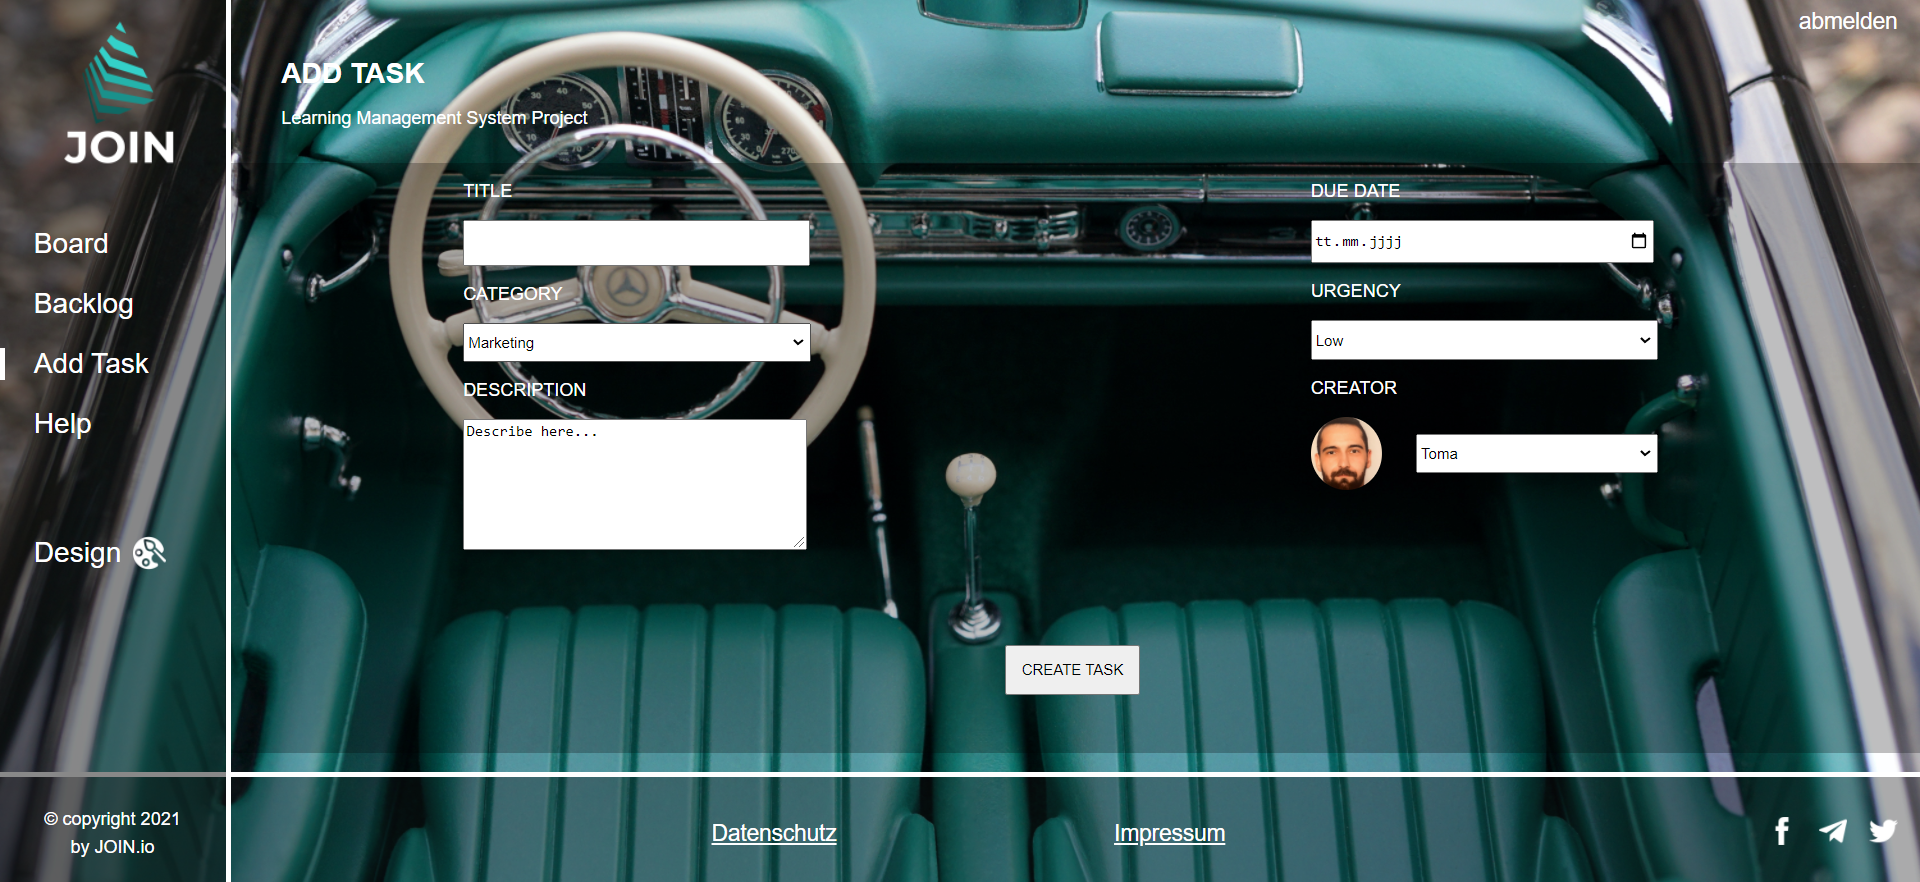 abmelden
JOIN
ADD TASK
Learning Management System Project
Board
Backlog
Add Task
Help
Design
TITLE
CATEGORY
Marketing
DESCRIPTION
Describe here...
DUE DATE
tt.mm.jjjj
URGENCY
Low
CREATOR
Toma
CREATE TASK
© copyright 2021
by JOIN.io
Datenschutz
Impressum